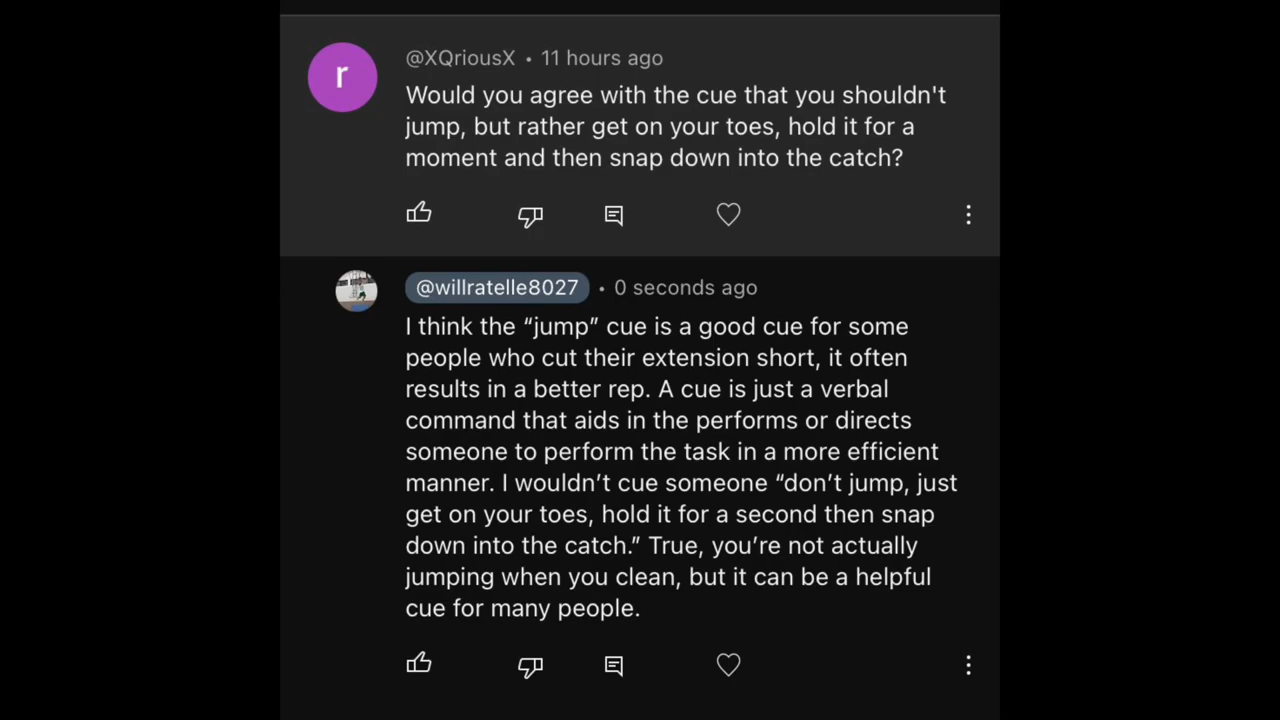 r
@XQriousX • 11 hours ago
Would you agree with the cue that you shouldn't
jump, but rather get on your toes, hold it for a
moment and then snap down into the catch?
@willratelle8027 • 0 seconds ago
I think the “jump” cue is a good cue for some
people who cut their extension short, it often
results in a better rep. A cue is just a verbal
command that aids in the performs or directs
someone to perform the task in a more efficient
manner. I wouldn’t cue someone “don’t jump, just
get on your toes, hold it for a second then snap
down into the catch.” True, you’re not actually
jumping when you clean, but it can be a helpful
cue for many people.